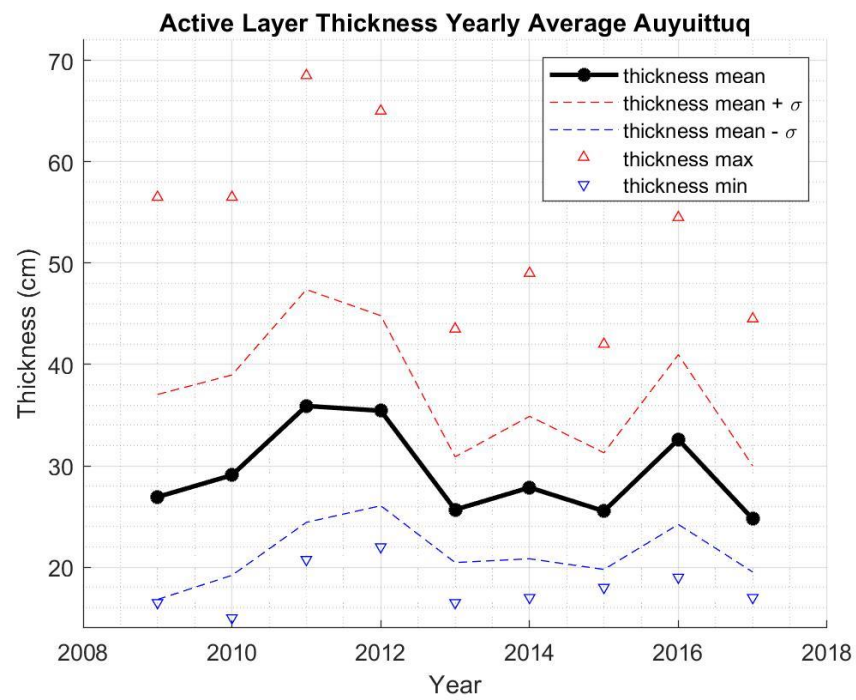 Active Layer Thickness Yearly Average Auyuittuq
70
60
50
40
30
20
Thickness (cm)
thickness mean
thickness mean + σ
thickness mean - σ
thickness max
thickness min
2008
2010
2012
2014
2016
2018
Year